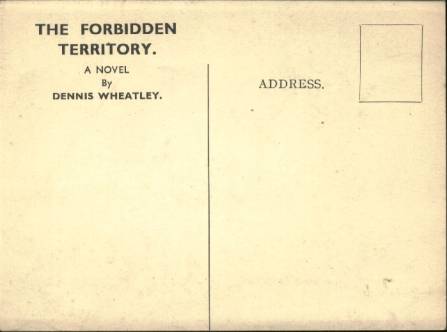 THE FORBIDDEN
TERRITORY.
A NOVEL
By
DENNIS WHEATLEY.
ADDRESS.